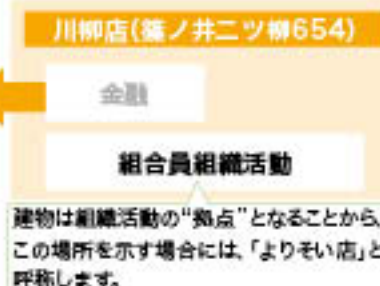 川柳店(篠ノ井二ツ柳654)
金融
組合員組織活動
建物は組織活動の“拠点”となることから、
この場所を示す場合には、「よりそい店」と
呼称します。